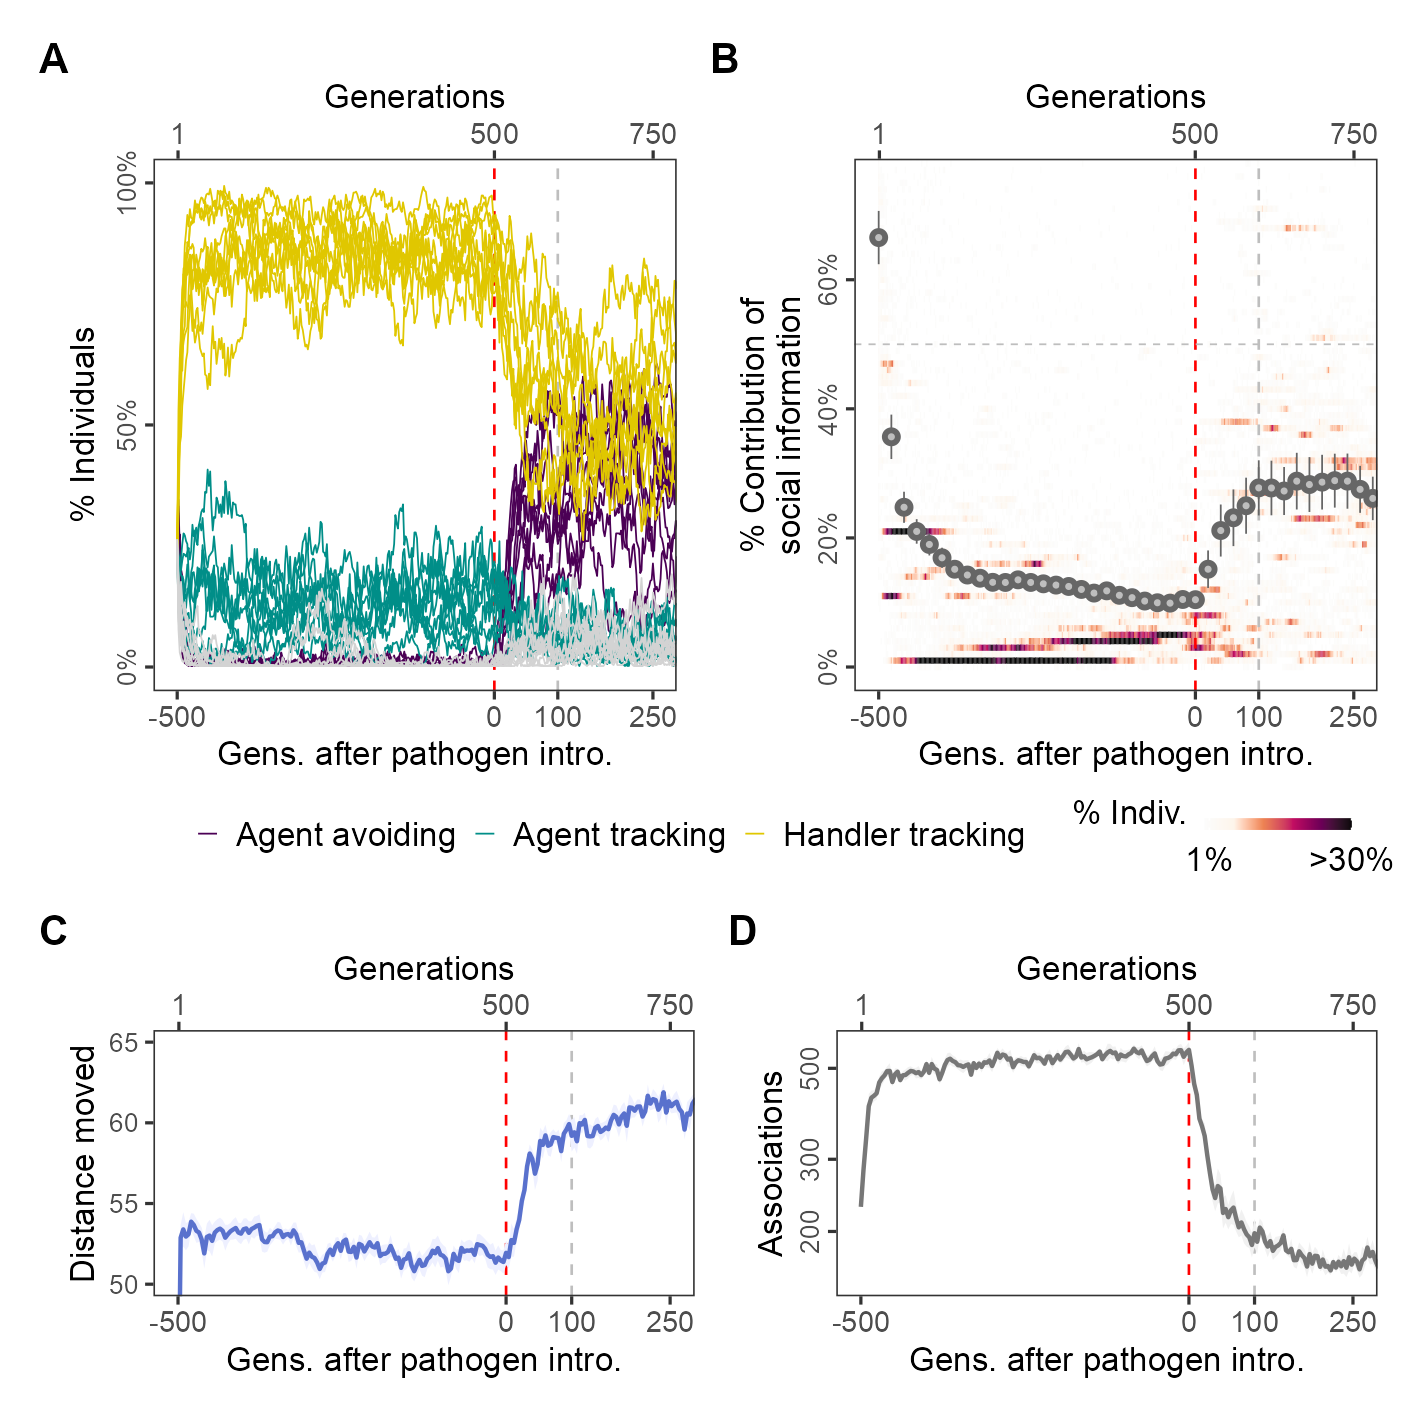 A
Generations
1 500 750
% Individuals
100%
50%
0%
-500 0 100 250
Gens. after pathogen intro.
B
Generations
1 500 750
% Contribution of
social information
60%
40%
20%
0%
-500 0 100 250
Gens. after pathogen intro.
Agent avoiding Agent tracking Handler tracking
% Indiv.
1% >30%
C
Generations
1 500 750
Distance moved
65
60
55
50
-500 0 100 250
Gens. after pathogen intro.
D
Generations
1 500 750
Associations
500
300
200
-500 0 100 250
Gens. after pathogen intro.